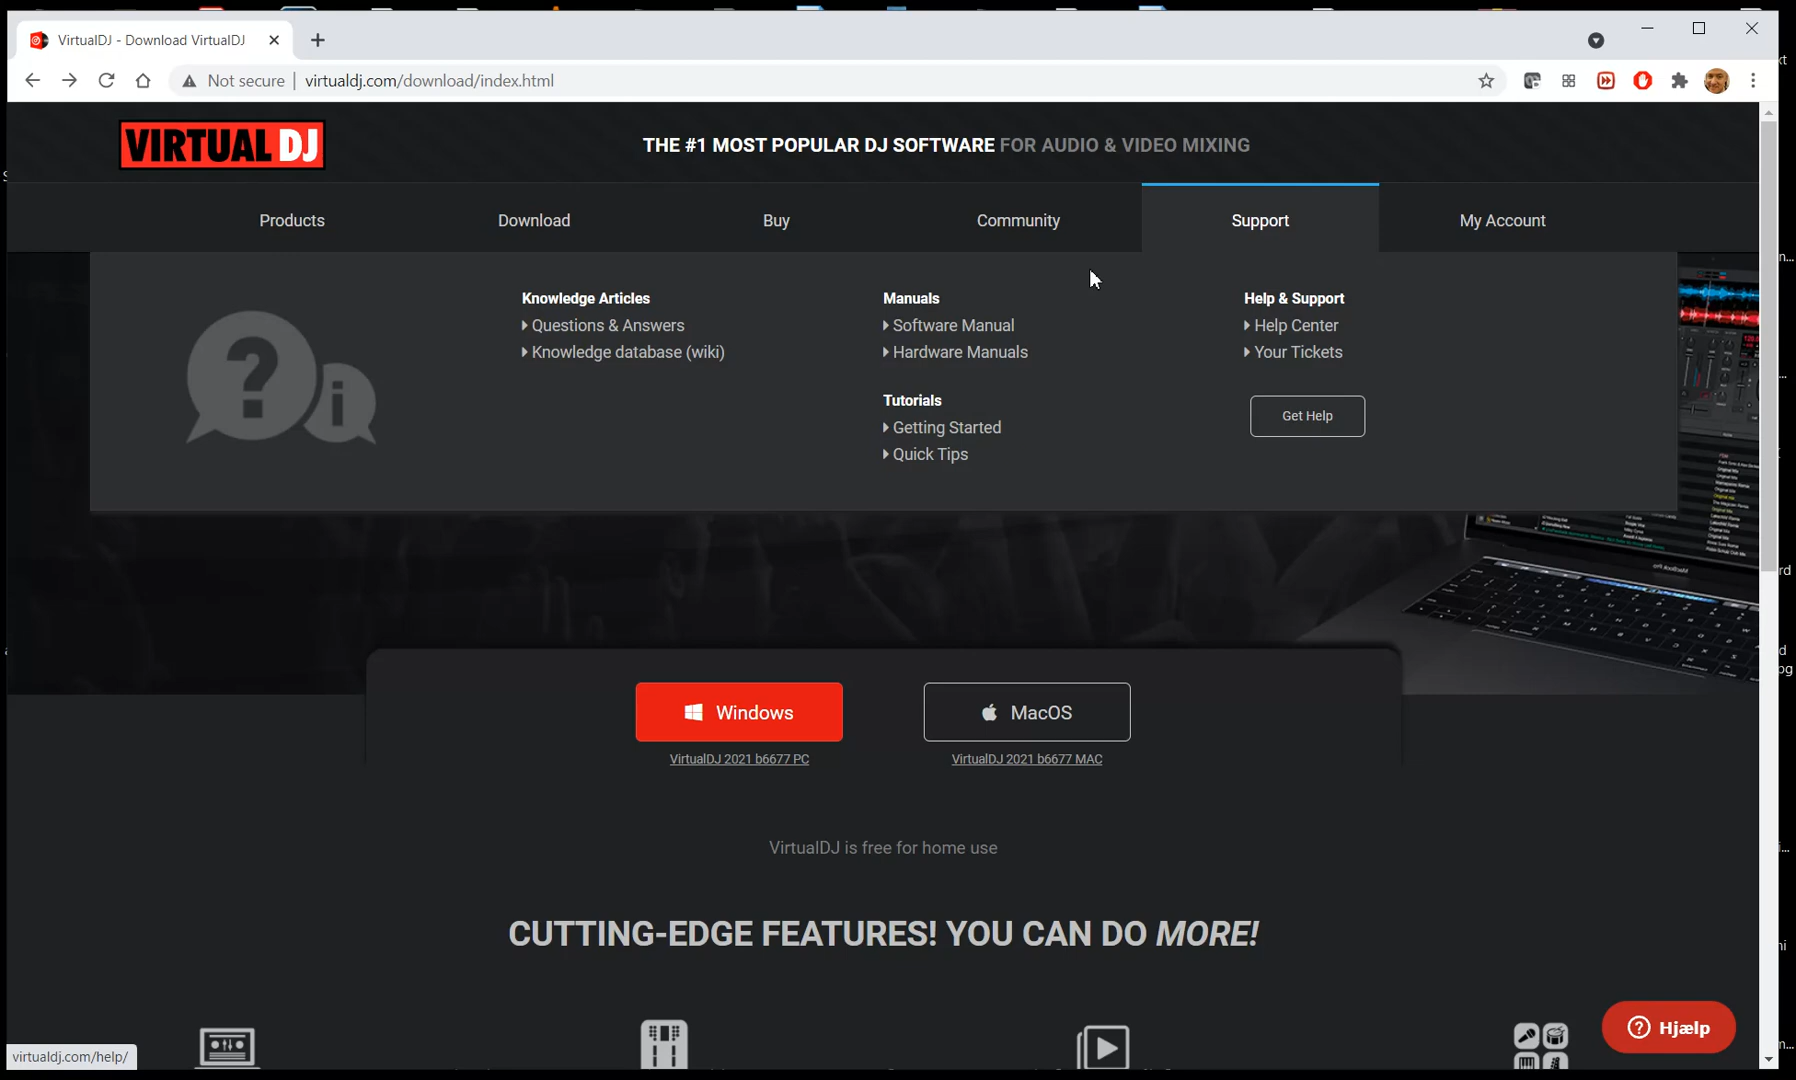 VirtualDJ - Download VirtualDJ
Not secure | virtualdj.com/download/index.html
VIRTUAL DJ
THE #1 MOST POPULAR DJ SOFTWARE FOR AUDIO & VIDEO MIXING
Products
Download
Buy
Community
Support
My Account
Knowledge Articles
Questions & Answers
Knowledge database (wiki)
Manuals
Software Manual
Hardware Manuals
Tutorials
Getting Started
Quick Tips
Help & Support
Help Center
Your Tickets
Get Help
Windows
VirtualDJ 2021 b6677 PC
MacOS
VirtualDJ 2021 b6677 MAC
VirtualDJ is free for home use
CUTTING-EDGE FEATURES! YOU CAN DO MORE!
Hjælp
virtualdj.com/help/